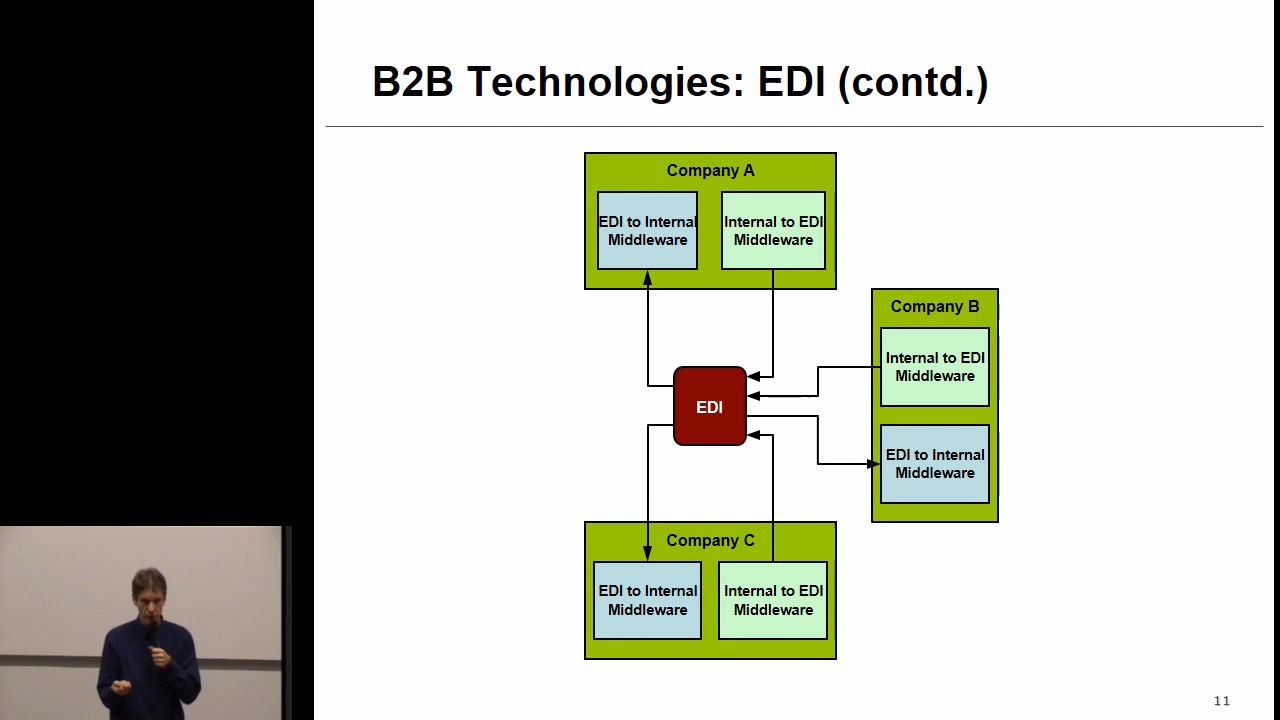 B2B Technologies: EDI (contd.)
Company A
EDI to Internal
Middleware
Internal to EDI
Middleware
Company B
Internal to EDI
Middleware
EDI
EDI to Internal
Middleware
Company C
EDI to Internal
Middleware
Internal to EDI
Middleware
11